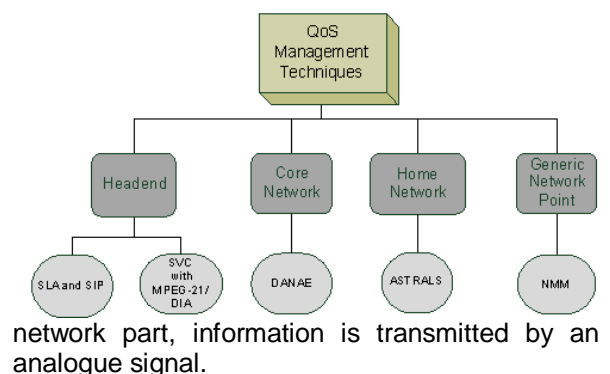 QoS
Management
Techniques
Headend
Core
Network
Home
Network
Generic
Network
Point
SLA and SIP
SVC
with
MPEG-21/
DIA
DANAE
ASTRALS
NMM
network part, information is transmitted by an
analogue signal.